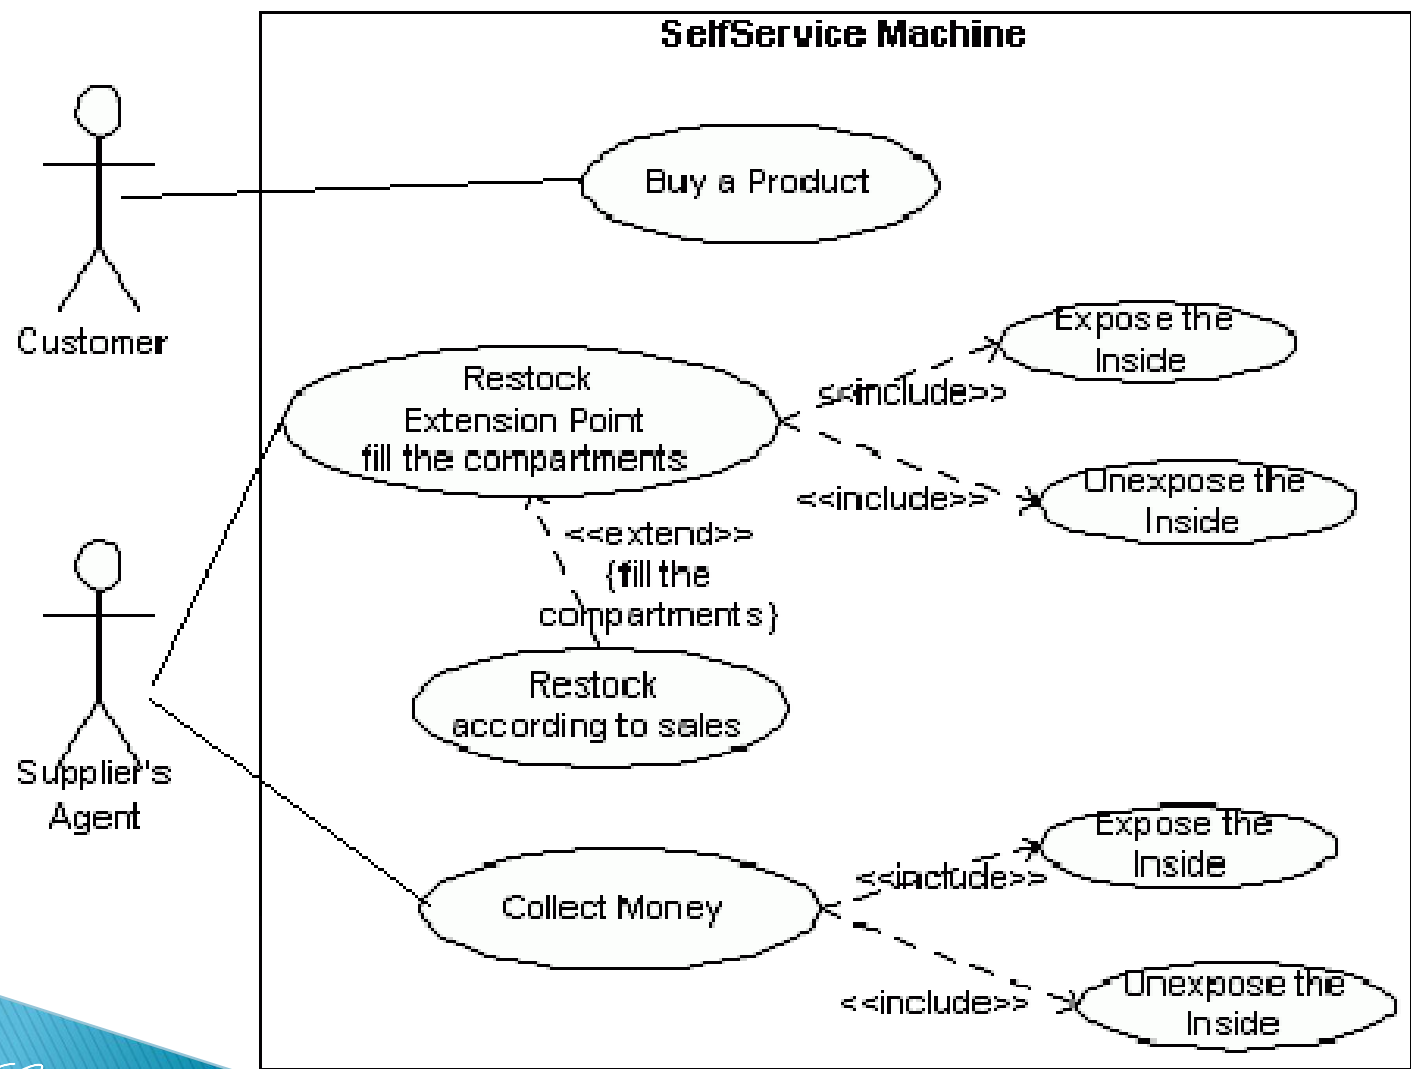 SelfService Machine
Buy a Product
Customer
Expose the
Inside
<<include>>
Restock
Extension Point
fill the compartments
<<include>>
Unexpose the
Inside
<<extend>>
{fill the
compartments}
Restock
according to sales
Supplier's
Agent
Expose the
Inside
<<include>>
Collect Money
<<include>>
Unexpose the
Inside